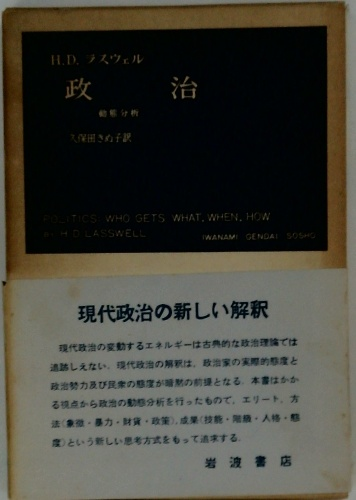 H.D. ラスウェル
政治
動態分析
久保田きぬ子訳
POLITICS: WHO GETS WHAT, WHEN, HOW
BY H.D. LASSWELL
IWANAMI GENDAI SOSHO
現代政治の新しい解釈
現代政治の変動するエネルギーは古典的な政治理論では
追跡しえない。現代政治の解釈は、政治家の実際的態度と
政治勢力及び民衆の態度が暗黙の前提となる。本書はかか
る視点から政治の動態分析を行ったもので、エリート、方
法(象徴・暴力・財貨・政策)、成果(技能・階級・人格・態
度)という新しい思考方式をもって追求する。
岩波書店